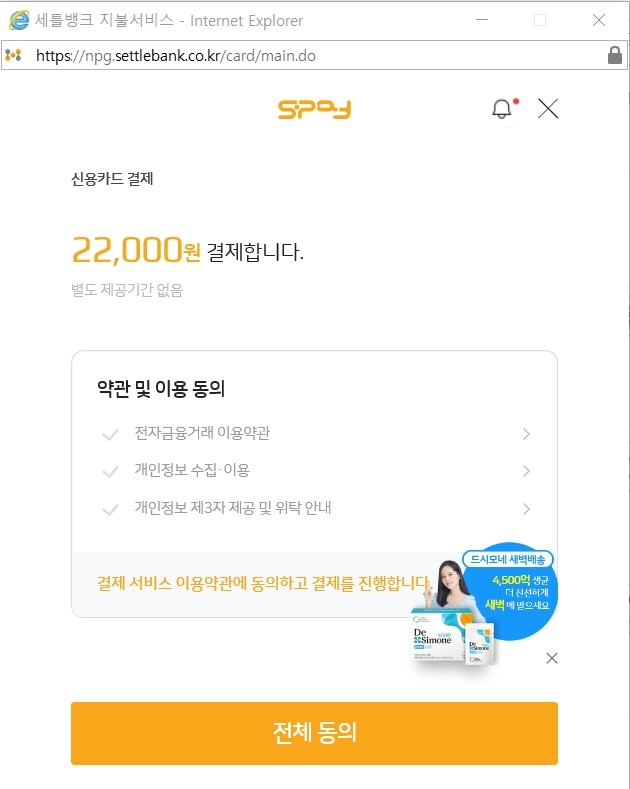 세틀뱅크 지불서비스 - Internet Explorer
https://npg.settlebank.co.kr/card/main.do
SPay
신용카드 결제
22,000원 결제합니다.
별도 제공기간 없음
약관 및 이용 동의
전자금융거래 이용약관
개인정보 수집·이용
개인정보 제3자 제공 및 위탁 안내
결제 서비스 이용약관에 동의하고 결제를 진행합니다.
드시모네 새벽배송
4,500억 생균
더 신선하게
새벽에 받으세요
De
Simone
4500
전체 동의